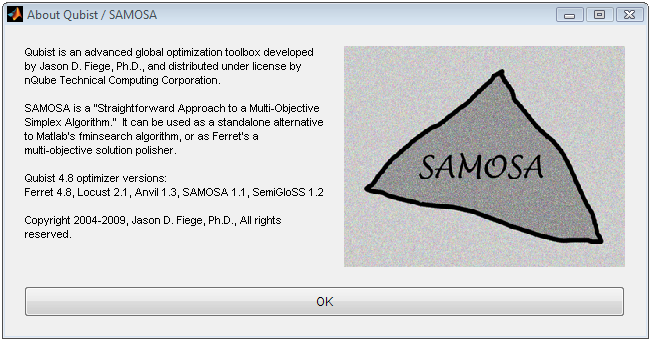 About Qubist / SAMOSA
Qubist is an advanced global optimization toolbox developed
by Jason D. Fiege, Ph.D., and distributed under license by
nQube Technical Computing Corporation.
SAMOSA is a "Straightforward Approach to a Multi-Objective
Simplex Algorithm."  It can be used as a standalone alternative
to Matlab's fminsearch algorithm, or as Ferret's a
multi-objective solution polisher.
Qubist 4.8 optimizer versions:
Ferret 4.8, Locust 2.1, Anvil 1.3, SAMOSA 1.1, SemiGloSS 1.2
Copyright 2004-2009, Jason D. Fiege, Ph.D., All rights
reserved.
SAMOSA
OK